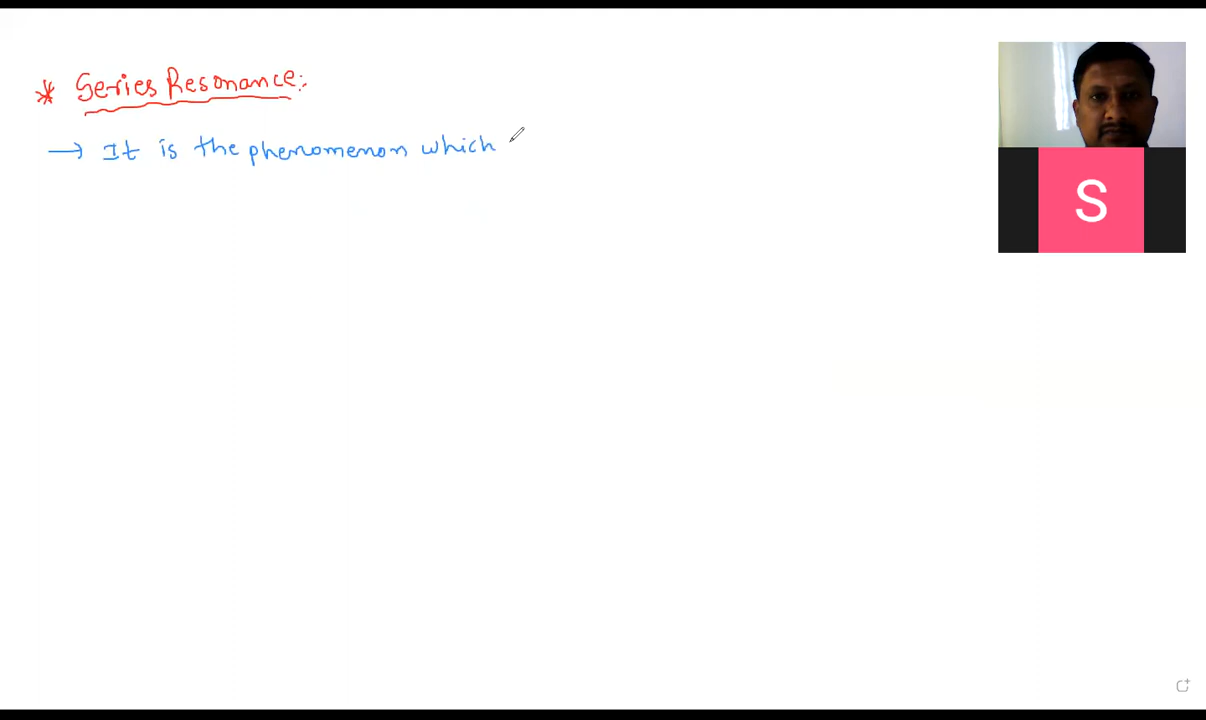 * Series Resonance:-
→ It is the phenomenon which
S